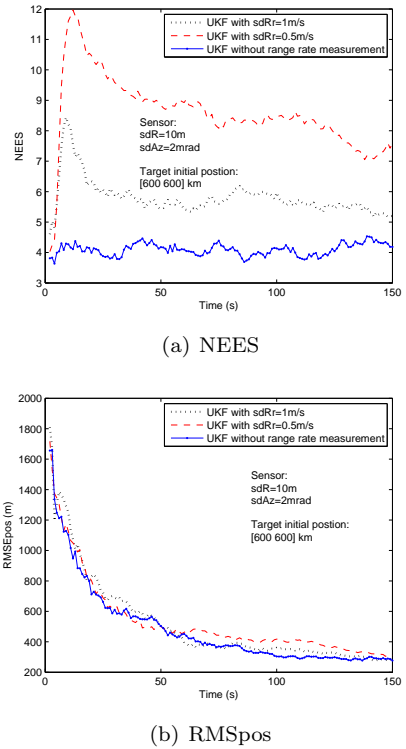 12
11
10
9
8
7
6
5
4
3
NEES
UKF with sdRr=1m/s
UKF with sdRr=0.5m/s
UKF without range rate measurement
Sensor:
sdR=10m
sdAz=2mrad
Target initial postion:
[600 600] km
0 50 100 150
Time (s)
(a) NEES
2000
1800
1600
1400
1200
1000
800
600
400
200
RMSEpos (m)
UKF with sdRr=1m/s
UKF with sdRr=0.5m/s
UKF without range rate measurement
Sensor:
sdR=10m
sdAz=2mrad
Target initial postion:
[600 600] km
0 50 100 150
Time (s)
(b) RMSpos